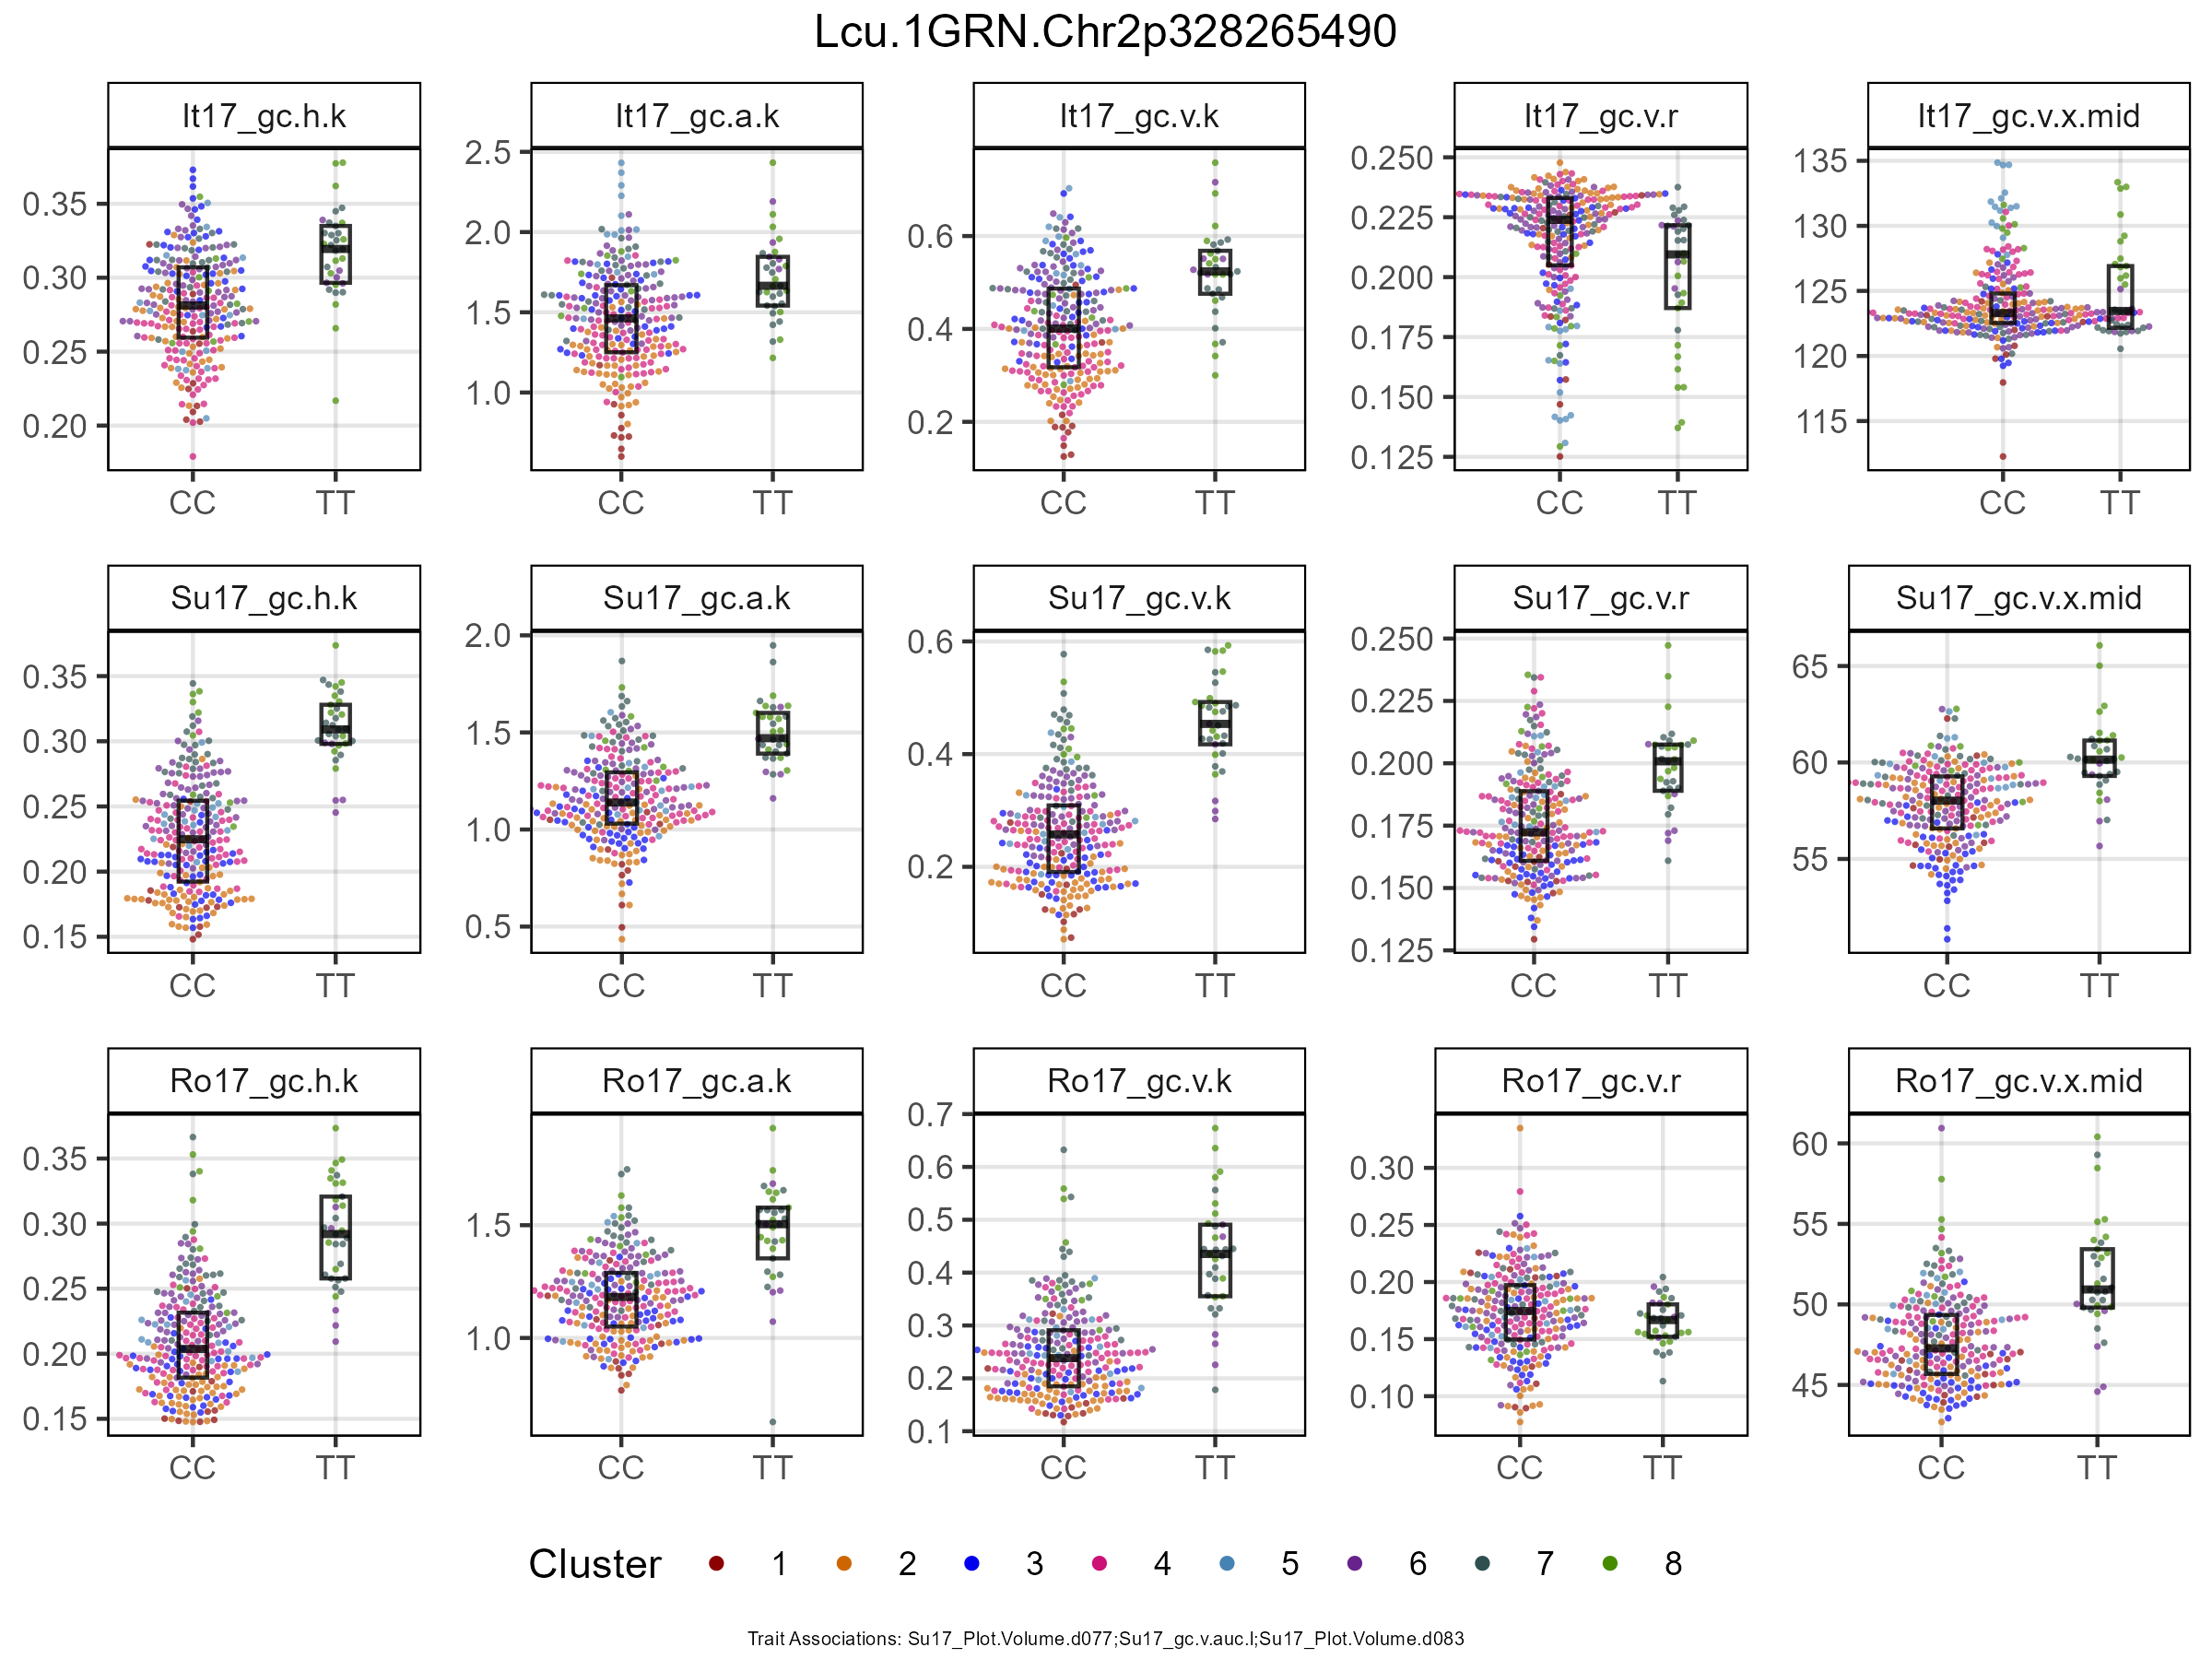 Lcu.1GRN.Chr2p328265490
It17_gc.h.k It17_gc.a.k It17_gc.v.k It17_gc.v.r It17_gc.v.x.mid
0.35 0.30 0.25 0.20
2.5 2.0 1.5 1.0
0.6 0.4 0.2
0.250 0.225 0.200 0.175 0.150 0.125
135 130 125 120 115
CC TT CC TT CC TT CC TT CC TT
Su17_gc.h.k Su17_gc.a.k Su17_gc.v.k Su17_gc.v.r Su17_gc.v.x.mid
0.35 0.30 0.25 0.20 0.15
2.0 1.5 1.0 0.5
0.6 0.4 0.2
0.250 0.225 0.200 0.175 0.150 0.125
65 60 55
CC TT CC TT CC TT CC TT CC TT
Ro17_gc.h.k Ro17_gc.a.k Ro17_gc.v.k Ro17_gc.v.r Ro17_gc.v.x.mid
0.35 0.30 0.25 0.20 0.15
1.5 1.0
0.7 0.6 0.5 0.4 0.3 0.2 0.1
0.30 0.25 0.20 0.15 0.10
60 55 50 45
CC TT CC TT CC TT CC TT CC TT
Cluster 1 2 3 4 5 6 7 8
Trait Associations: Su17_Plot.Volume.d077;Su17_gc.v.auc.l;Su17_Plot.Volume.d083